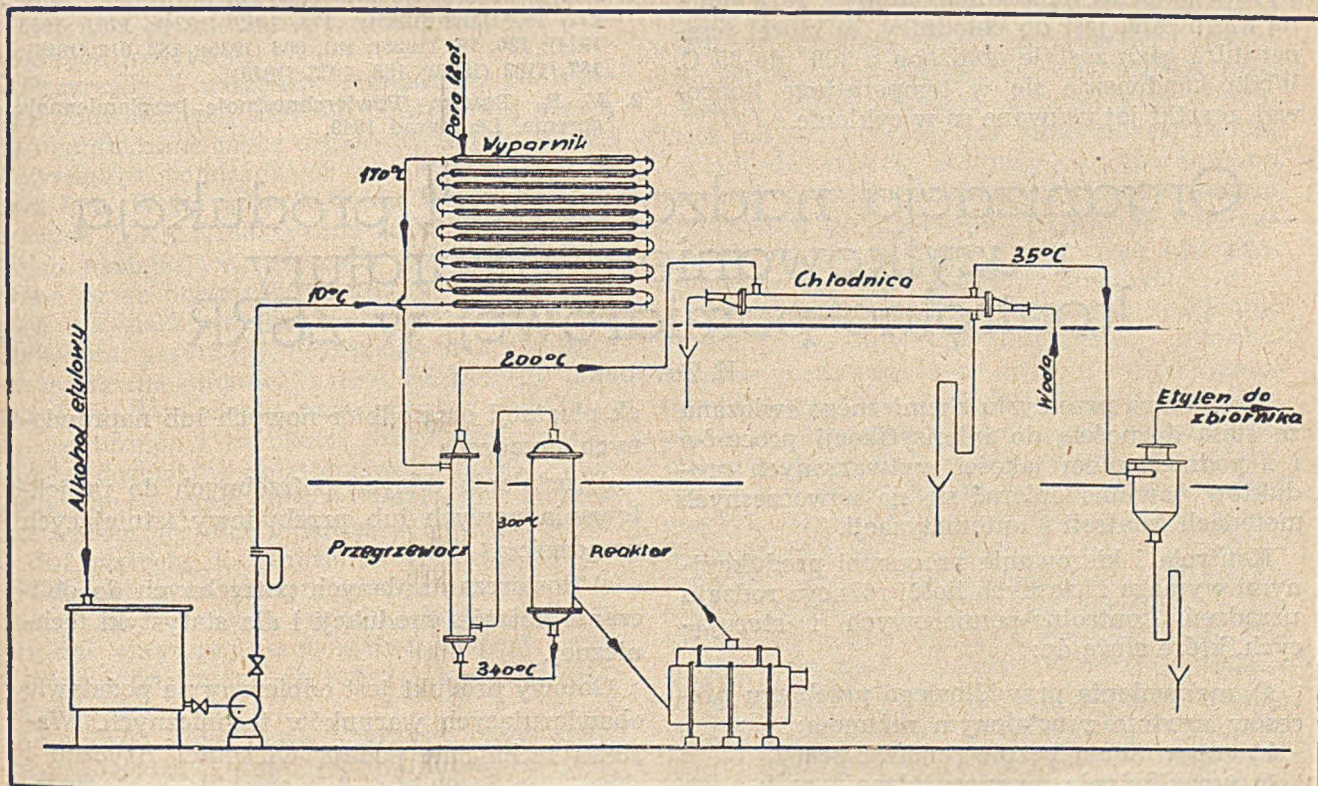 Para 12 at
Wyparnik
170°C
10°C
Chłodnica
35°C
200°C
Woda
Etylen do
zbiornika
Alkohol etylowy
300°C
Przegrzewacz
Reaktor
340°C